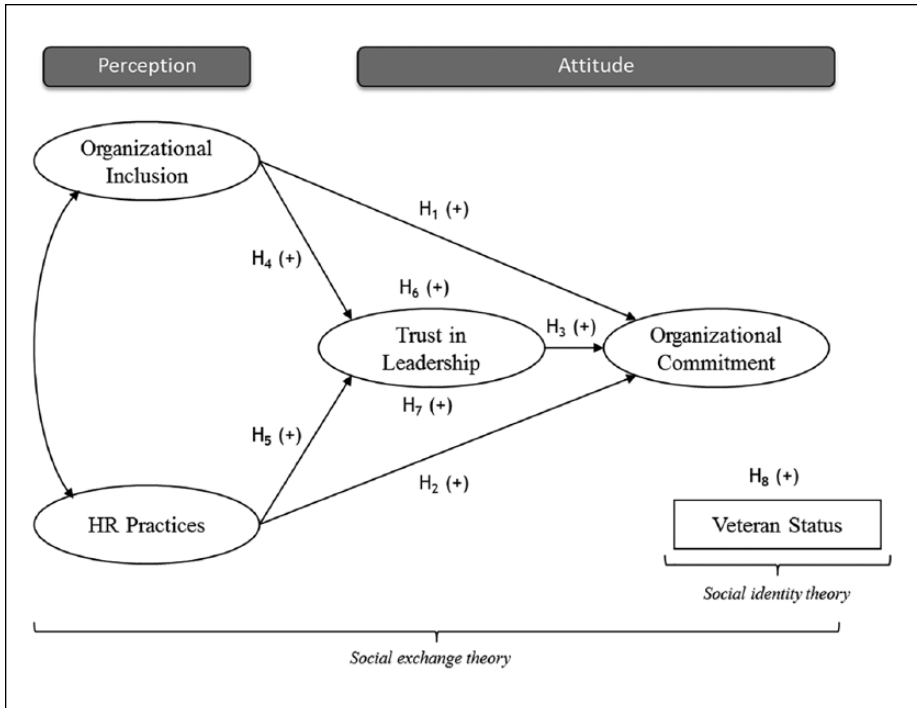 Perception
Attitude
Organizational
Inclusion
H₁ (+)
H₄ (+)
H₆ (+)
Trust in
Leadership
H₃ (+)
Organizational
Commitment
H₇ (+)
H₅ (+)
H₂ (+)
HR Practices
H₈ (+)
Veteran Status
Social identity theory
Social exchange theory